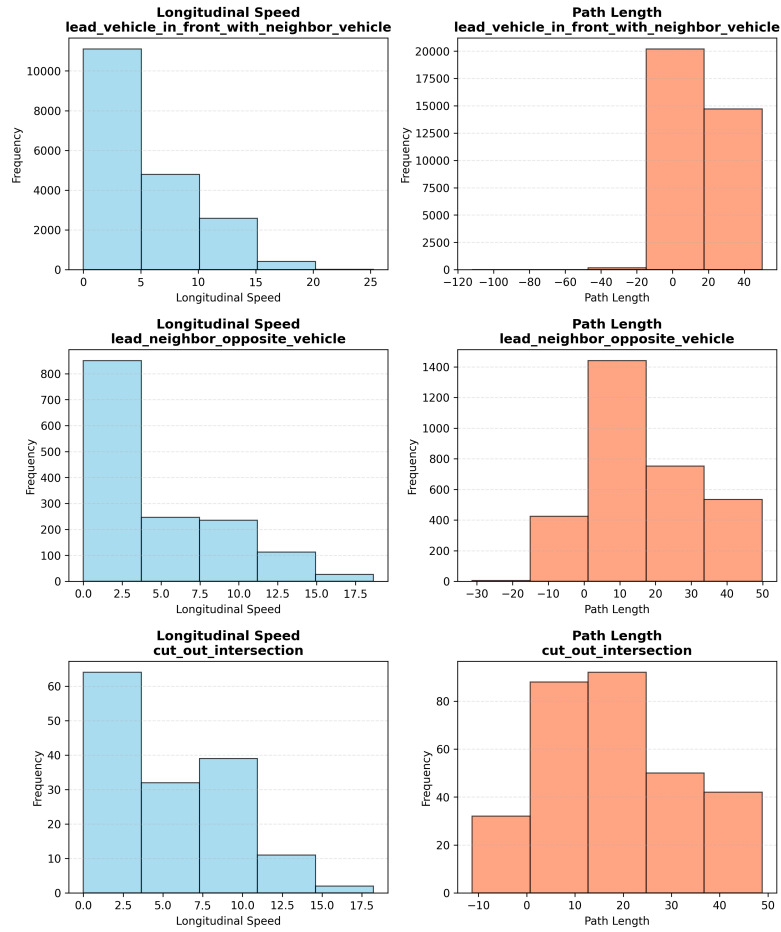 Longitudinal Speed
lead_vehicle_in_front_with_neighbor_vehicle
Frequency
10000
8000
6000
4000
2000
0
0 5 10 15 20 25
Longitudinal Speed
Path Length
lead_vehicle_in_front_with_neighbor_vehicle
Frequency
20000
17500
15000
12500
10000
7500
5000
2500
0
−120 −100 −80 −60 −40 −20 0 20 40
Path Length
Longitudinal Speed
lead_neighbor_opposite_vehicle
Frequency
800
700
600
500
400
300
200
100
0
0.0 2.5 5.0 7.5 10.0 12.5 15.0 17.5
Longitudinal Speed
Path Length
lead_neighbor_opposite_vehicle
Frequency
1400
1200
1000
800
600
400
200
0
−30 −20 −10 0 10 20 30 40 50
Path Length
Longitudinal Speed
cut_out_intersection
Frequency
60
50
40
30
20
10
0
0.0 2.5 5.0 7.5 10.0 12.5 15.0 17.5
Longitudinal Speed
Path Length
cut_out_intersection
Frequency
80
60
40
20
0
−10 0 10 20 30 40 50
Path Length